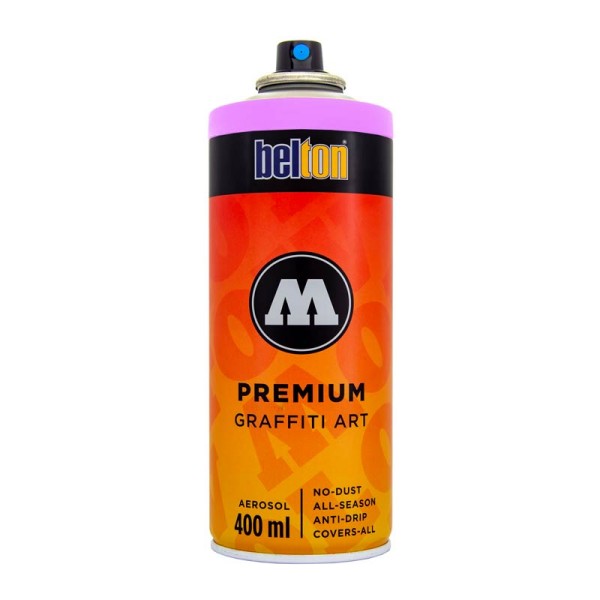 belton
M
PREMIUM
GRAFFITI ART
AEROSOL
400 ml
NO-DUST
ALL-SEASON
ANTI-DRIP
COVERS-ALL